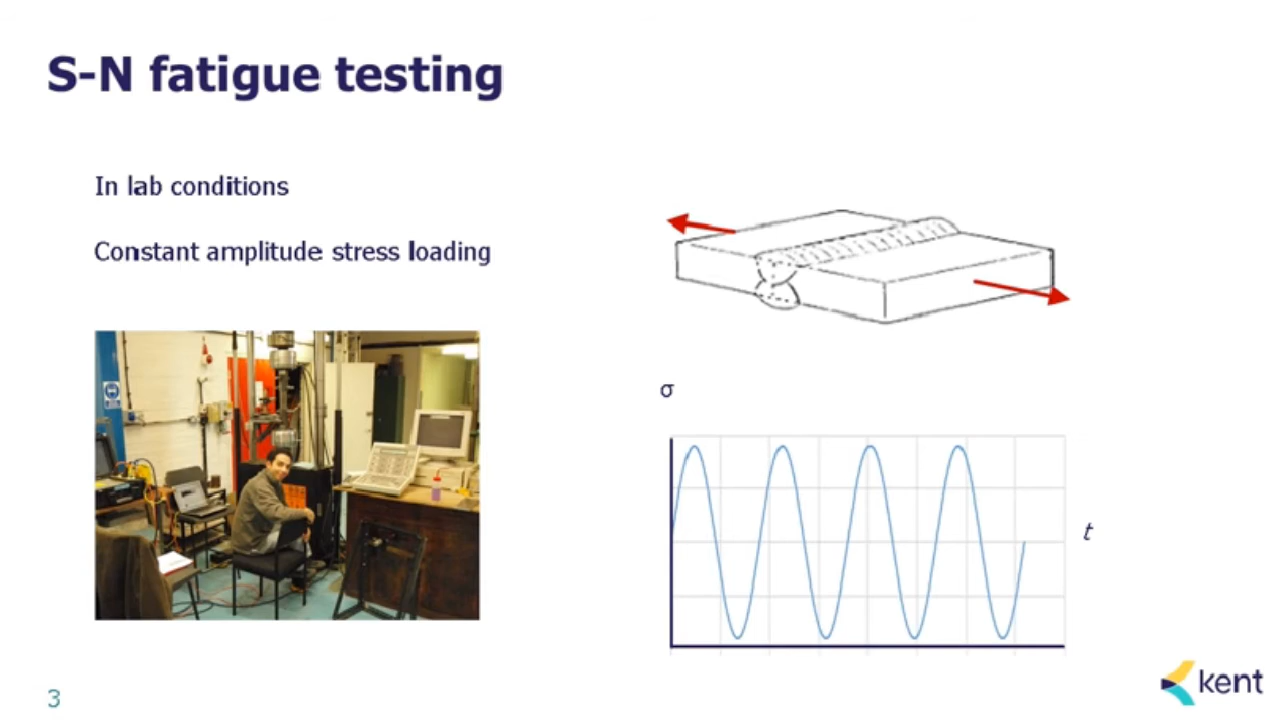 S-N fatigue testing
In lab conditions
Constant amplitude stress loading
σ
t
3
kent